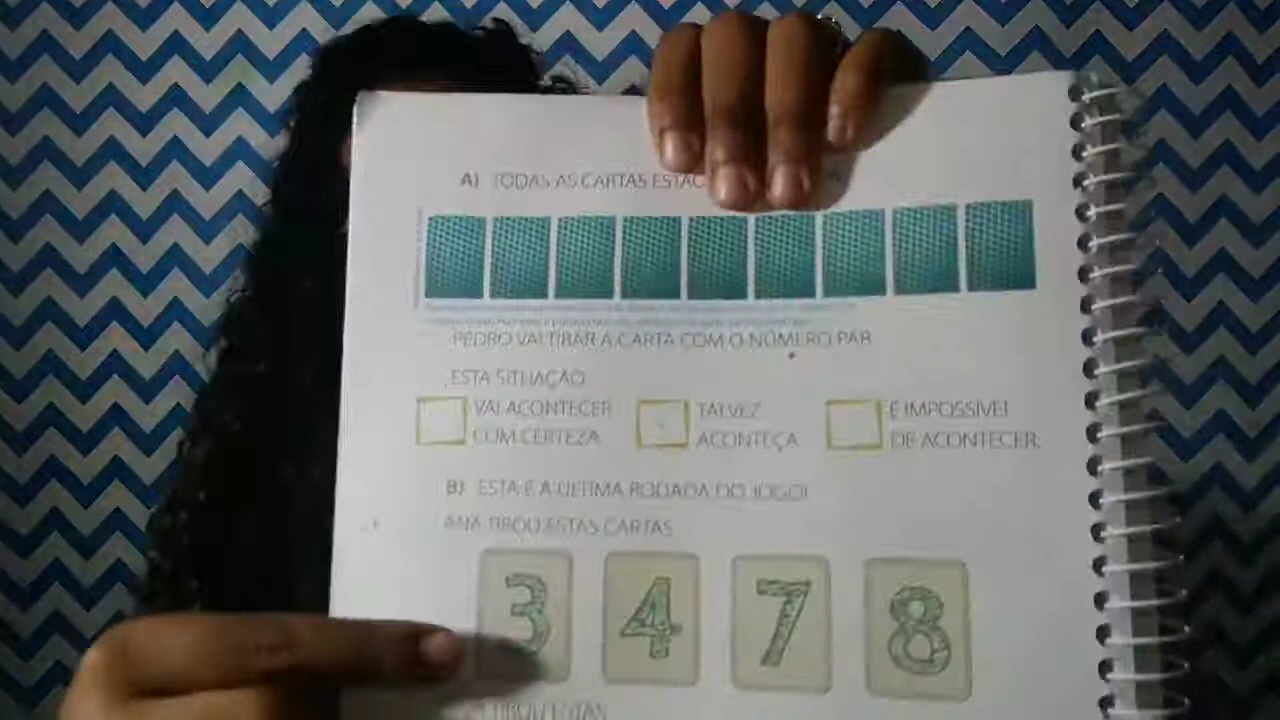 A) TODAS AS CARTAS ESTÃO
PEDRO VAI TIRAR A CARTA COM O NÚMERO PAR
ESTA SITUAÇÃO
VAI ACONTECER COM CERTEZA
TALVEZ ACONTEÇA
É IMPOSSÍVEL DE ACONTECER.
B) ESTA É A ÚLTIMA RODADA DO JOGO!
ANA TIROU ESTAS CARTAS
3 4 7 8